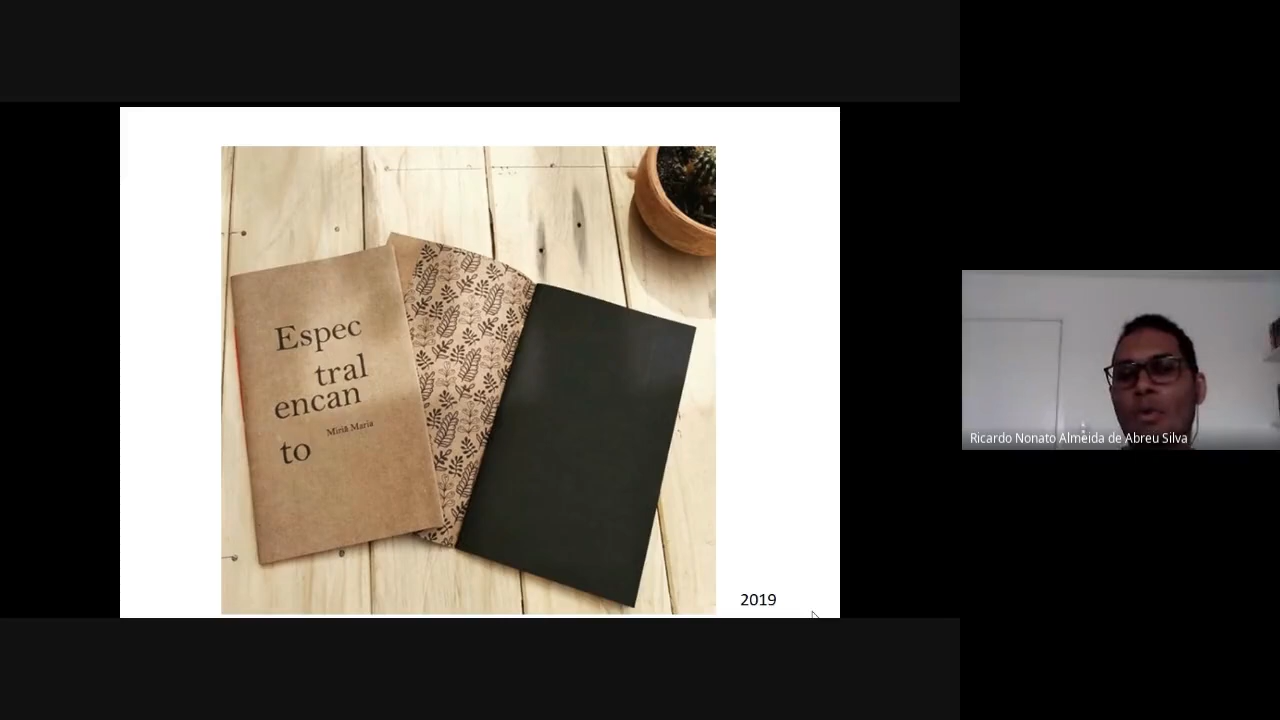 Espec
tral
encan
to
Miriã Maria
2019
Ricardo Nonato Almeida de Abreu Silva